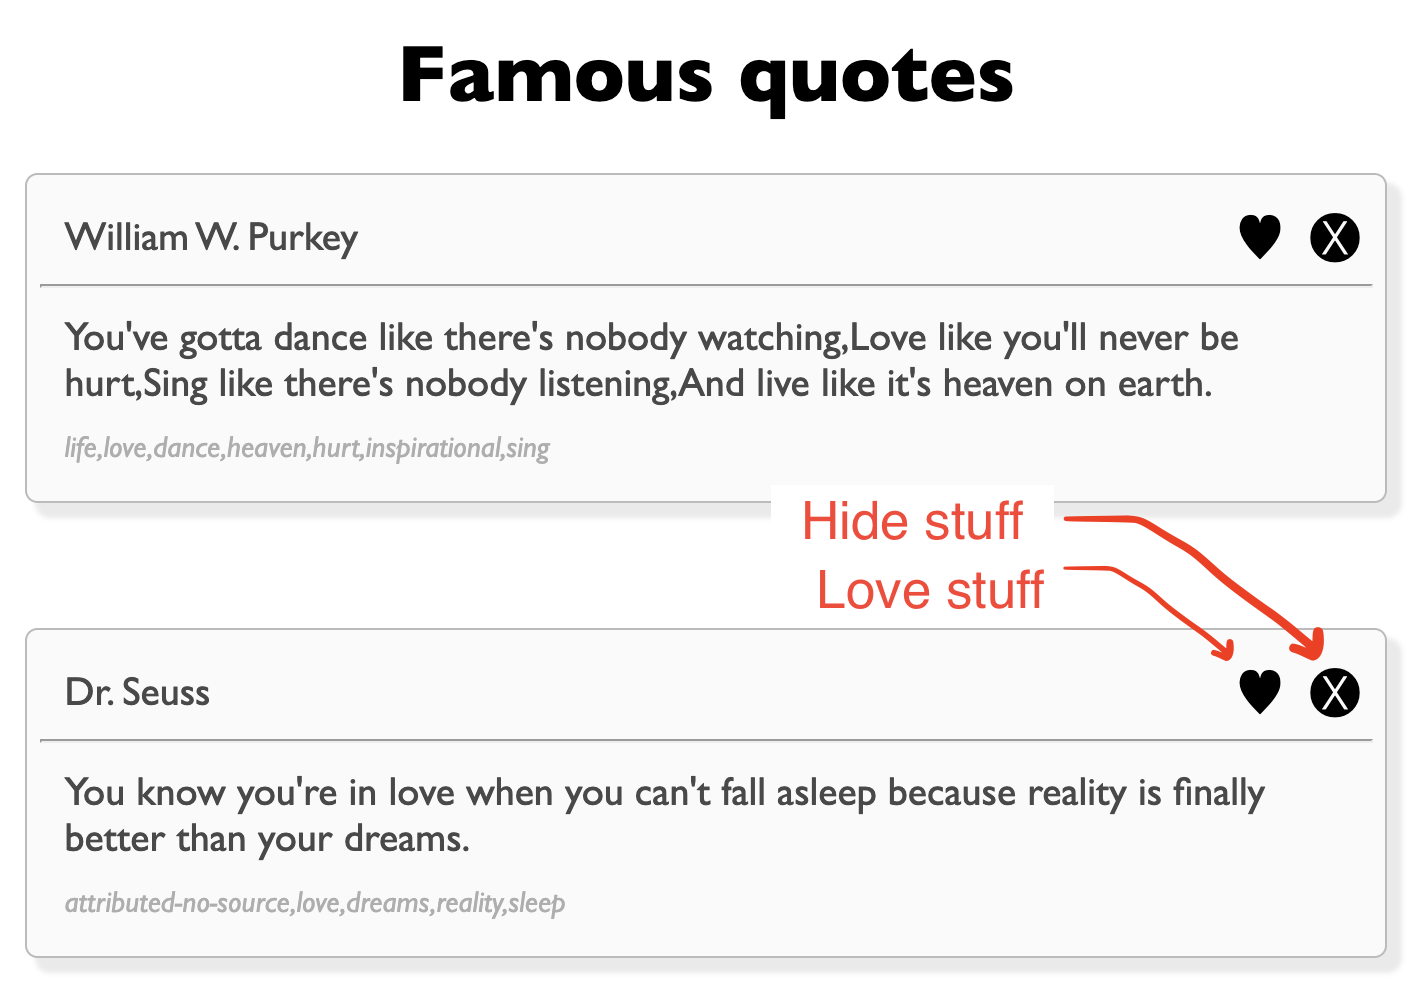 Famous quotes
William W. Purkey
X
You've gotta dance like there's nobody watching,Love like you'll never be
hurt,Sing like there's nobody listening,And live like it's heaven on earth.
life,love,dance,heaven,hurt,inspirational,sing
Hide stuff
Love stuff
Dr. Seuss
X
You know you're in love when you can't fall asleep because reality is finally
better than your dreams.
attributed-no-source,love,dreams,reality,sleep